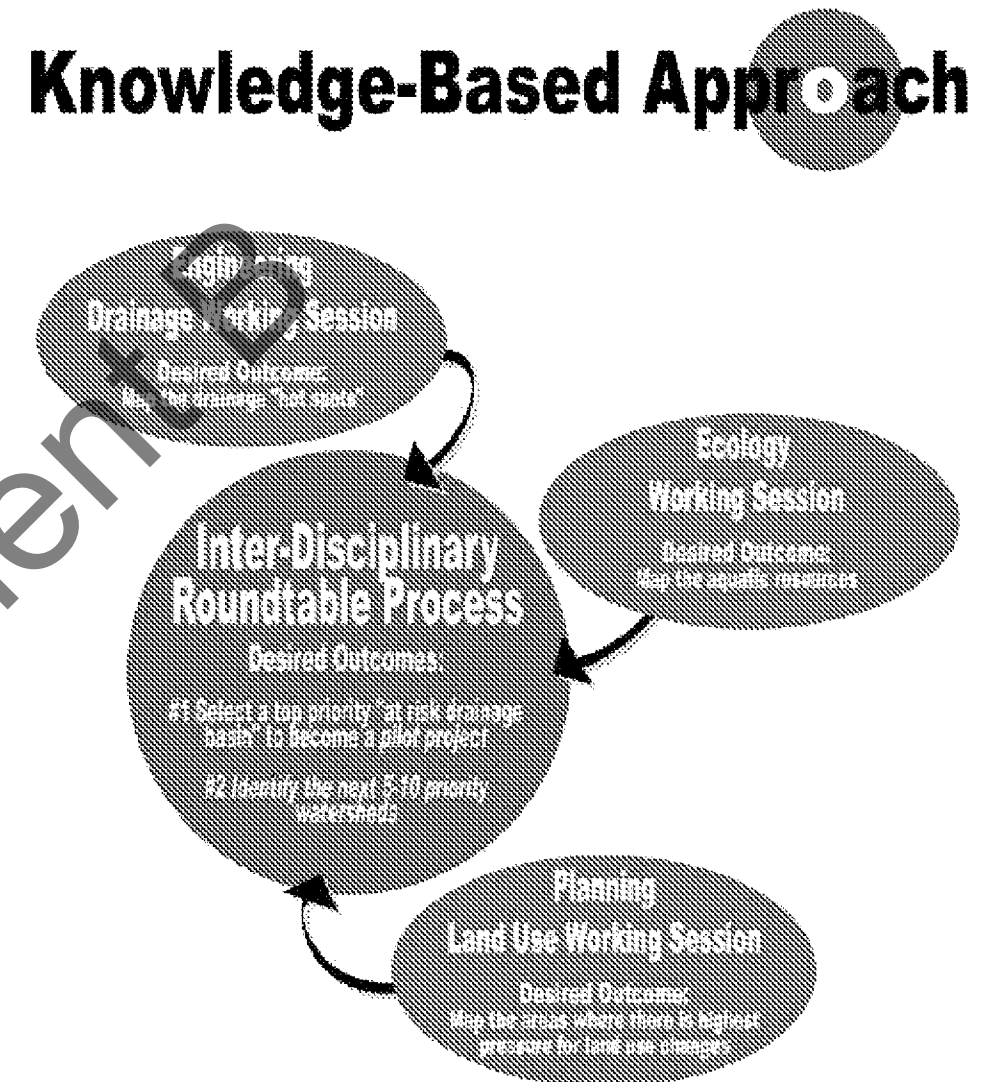 Knowledge-Based Approach
Engineering
Drainage Working Session
Desired Outcome:
Map the drainage "hot spots"
Ecology
Working Session
Desired Outcome:
Map the aquatic resources
Inter-Disciplinary
Roundtable Process
Desired Outcomes:
#1 Select a top priority "at risk drainage
basin" to become a pilot project
#2 Identify the next 5-10 priority
watersheds
Planning
Land Use Working Session
Desired Outcome:
Map the areas where there is highest
pressure for land use changes
ent B